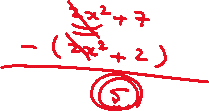 2x² + 7
- (2x² + 2)
5